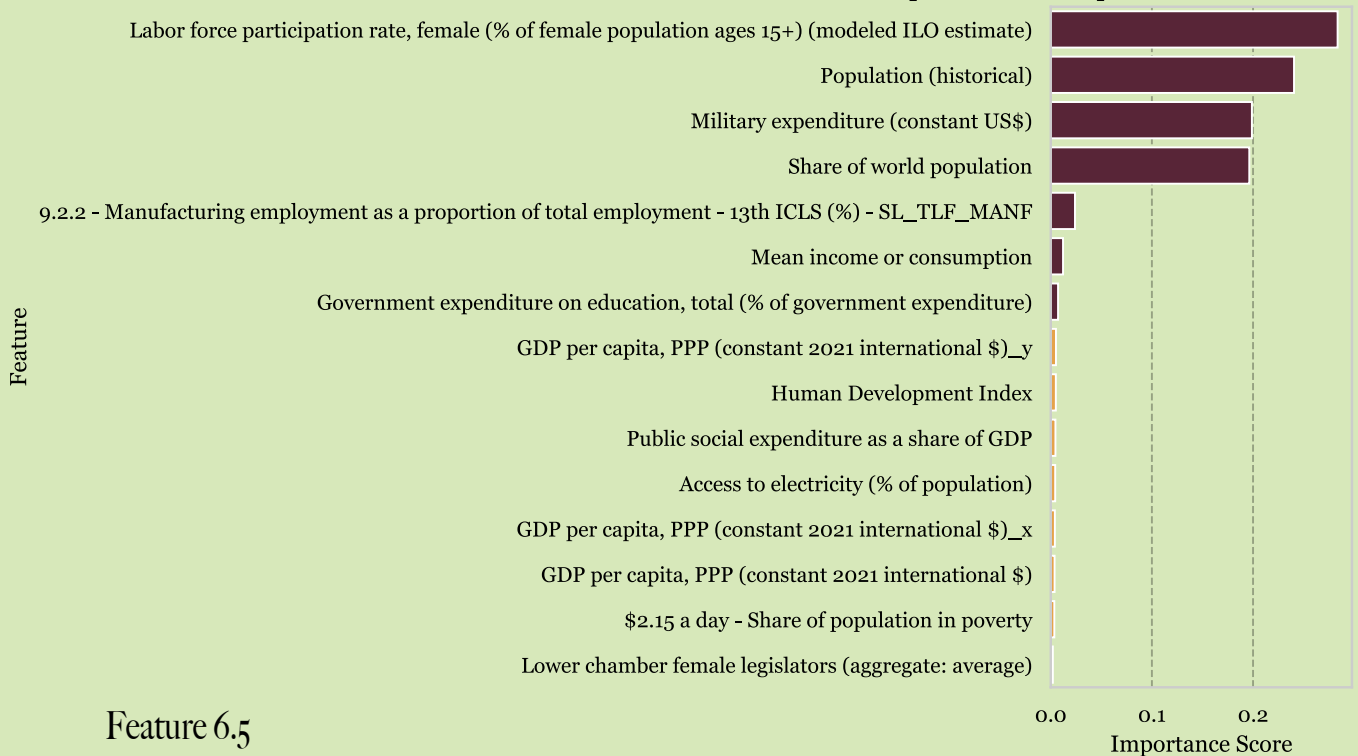 Labor force participation rate, female (% of female population ages 15+) (modeled ILO estimate)
Population (historical)
Military expenditure (constant US$)
Share of world population
9.2.2 - Manufacturing employment as a proportion of total employment - 13th ICLS (%) - SL_TLF_MANF
Mean income or consumption
Government expenditure on education, total (% of government expenditure)
GDP per capita, PPP (constant 2021 international $)_y
Human Development Index
Public social expenditure as a share of GDP
Access to electricity (% of population)
GDP per capita, PPP (constant 2021 international $)_x
GDP per capita, PPP (constant 2021 international $)
$2.15 a day - Share of population in poverty
Lower chamber female legislators (aggregate: average)
Feature
0.0 0.1 0.2
Importance Score
Feature 6.5